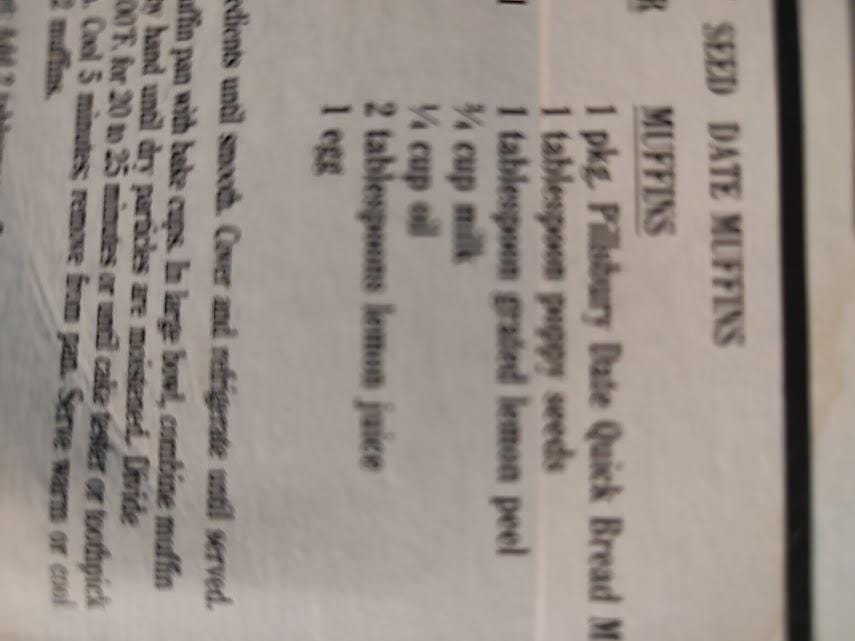 SEED DATE MUFFINS
MUFFINS
1 pkg. Pillsbury Date Quick Bread M
1 tablespoon poppy seeds
1 tablespoon grated lemon peel
¾ cup milk
¼ cup oil
2 tablespoons lemon juice
1 egg
edients until smooth. Cover and refrigerate until served.
uffin pan with bake cups. In large bowl, combine muffin
by hand until dry particles are moistened. Divide
00°F. for 20 to 25 minutes or until cake tester or toothpick
. Cool 5 minutes; remove from pan. Serve warm or cool
2 muffins.